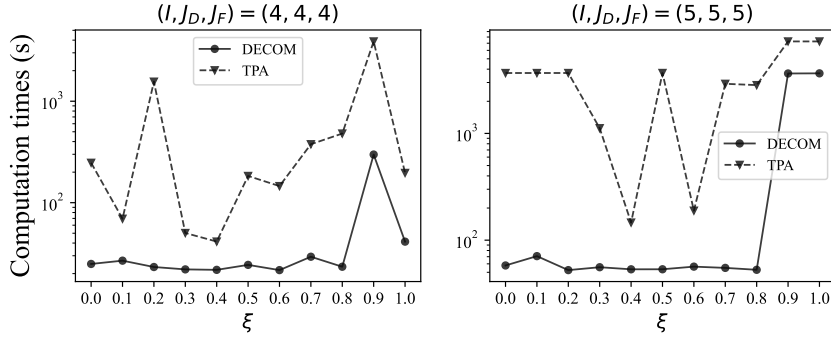 (I, J_D, J_F) = (4, 4, 4)
Computation times (s)
10^3
10^2
DECOM
TPA
0.0 0.1 0.2 0.3 0.4 0.5 0.6 0.7 0.8 0.9 1.0
ξ
(I, J_D, J_F) = (5, 5, 5)
10^3
10^2
DECOM
TPA
0.0 0.1 0.2 0.3 0.4 0.5 0.6 0.7 0.8 0.9 1.0
ξ